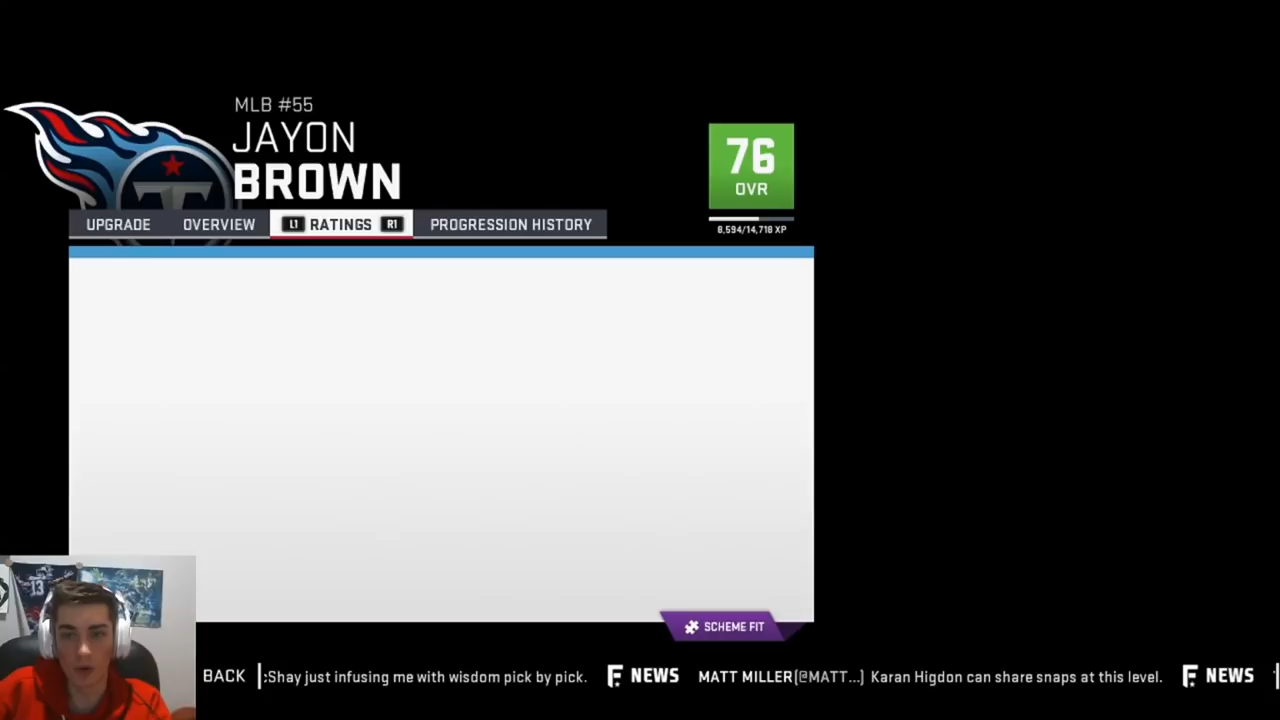 MLB #55
JAYON
BROWN
76
OVR
8,594/14,718 XP
UPGRADE OVERVIEW L1 RATINGS R1 PROGRESSION HISTORY
SCHEME FIT
BACK ;Shay just infusing me with wisdom pick by pick. F NEWS MATT MILLER(@MATT...) Karan Higdon can share snaps at this level. F NEWS
13